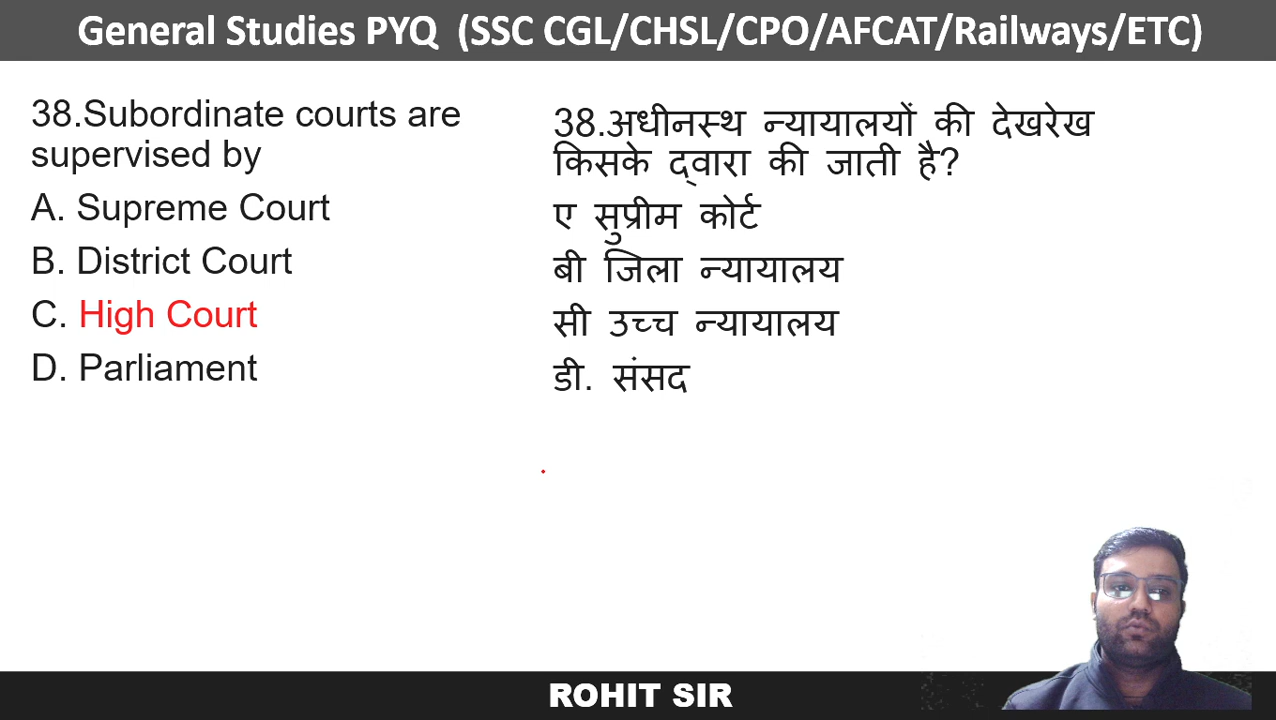 General Studies PYQ (SSC CGL/CHSL/CPO/AFCAT/Railways/ETC)
38.Subordinate courts are
supervised by
A. Supreme Court
B. District Court
C. High Court
D. Parliament
38.अधीनस्थ न्यायालयों की देखरेख
किसके द्वारा की जाती है?
ए सुप्रीम कोर्ट
बी जिला न्यायालय
सी उच्च न्यायालय
डी. संसद
ROHIT SIR